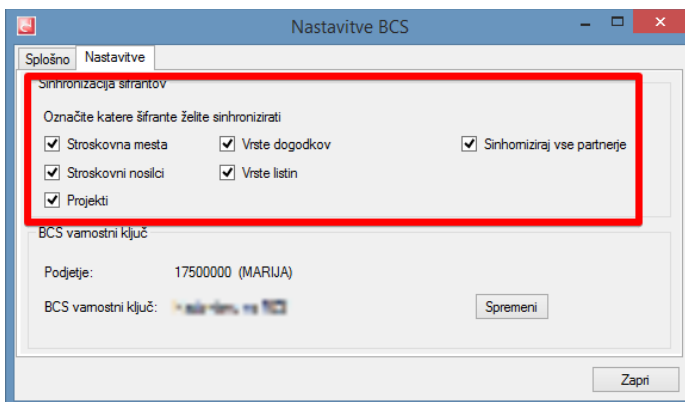 Nastavitve BCS
Splošno Nastavitve
Sinhronizacija šifrantov
Označite katere šifrante želite sinhronizirati
Stroskovna mesta Vrste dogodkov Sinhorniziraj vse partnerje
Stroskovni nosilci Vrste listin
Projekti
BCS varnostni ključ
Podjetje: 17500000 (MARIJA)
BCS varnostni ključ:
Spremeni
Zapri